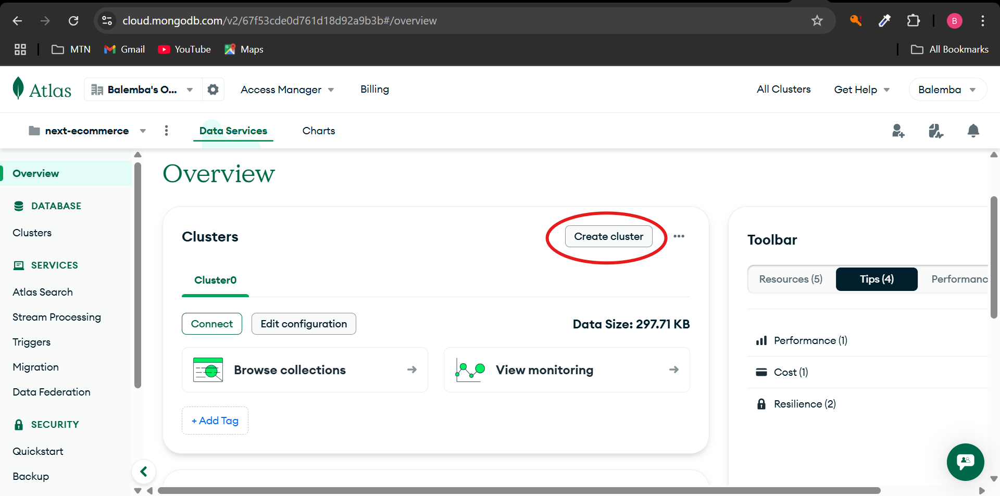 cloud.mongodb.com/v2/67f53cde0d761d18d92a9b3b#/overview
B
MTN
Gmail
YouTube
Maps
All Bookmarks
Atlas
Balemba's O...
Access Manager
Billing
All Clusters
Get Help
Balemba
next-ecommerce
Data Services
Charts
Overview
DATABASE
Clusters
SERVICES
Atlas Search
Stream Processing
Triggers
Migration
Data Federation
SECURITY
Quickstart
Backup
Overview
Clusters
Create cluster
Cluster0
Connect
Edit configuration
Data Size: 297.71 KB
Browse collections
View monitoring
+ Add Tag
Toolbar
Resources (5)
Tips (4)
Performanc
Performance (1)
Cost (1)
Resilience (2)